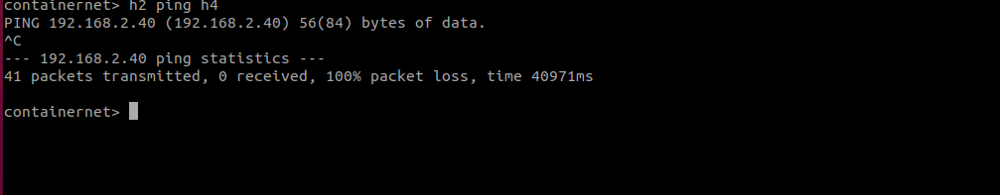 containernet> h2 ping h4
PING 192.168.2.40 (192.168.2.40) 56(84) bytes of data.
^C
--- 192.168.2.40 ping statistics ---
41 packets transmitted, 0 received, 100% packet loss, time 40971ms
containernet>